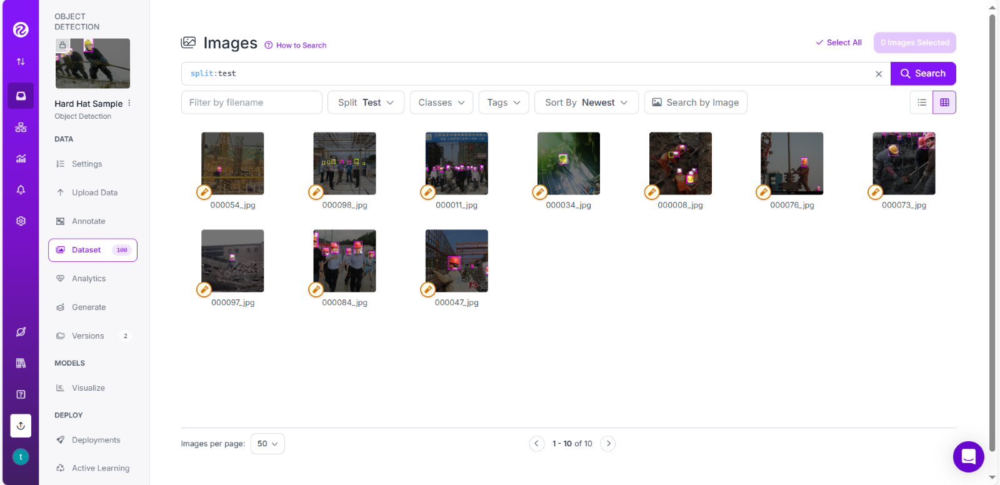 OBJECT
DETECTION
Hard Hat Sample
Object Detection
DATA
Settings
Upload Data
Annotate
Dataset 100
Analytics
Generate
Versions 2
MODELS
Visualize
DEPLOY
Deployments
Active Learning
t
Images How to Search
Select All 0 Images Selected
split:test Search
Filter by filename Split Test Classes Tags Sort By Newest Search by Image
000054_jpg 000098_jpg 000011_jpg 000034_jpg 000008_jpg 000076_jpg 000073_jpg
000097_jpg 000084_jpg 000047_jpg
Images per page: 50 1 - 10 of 10